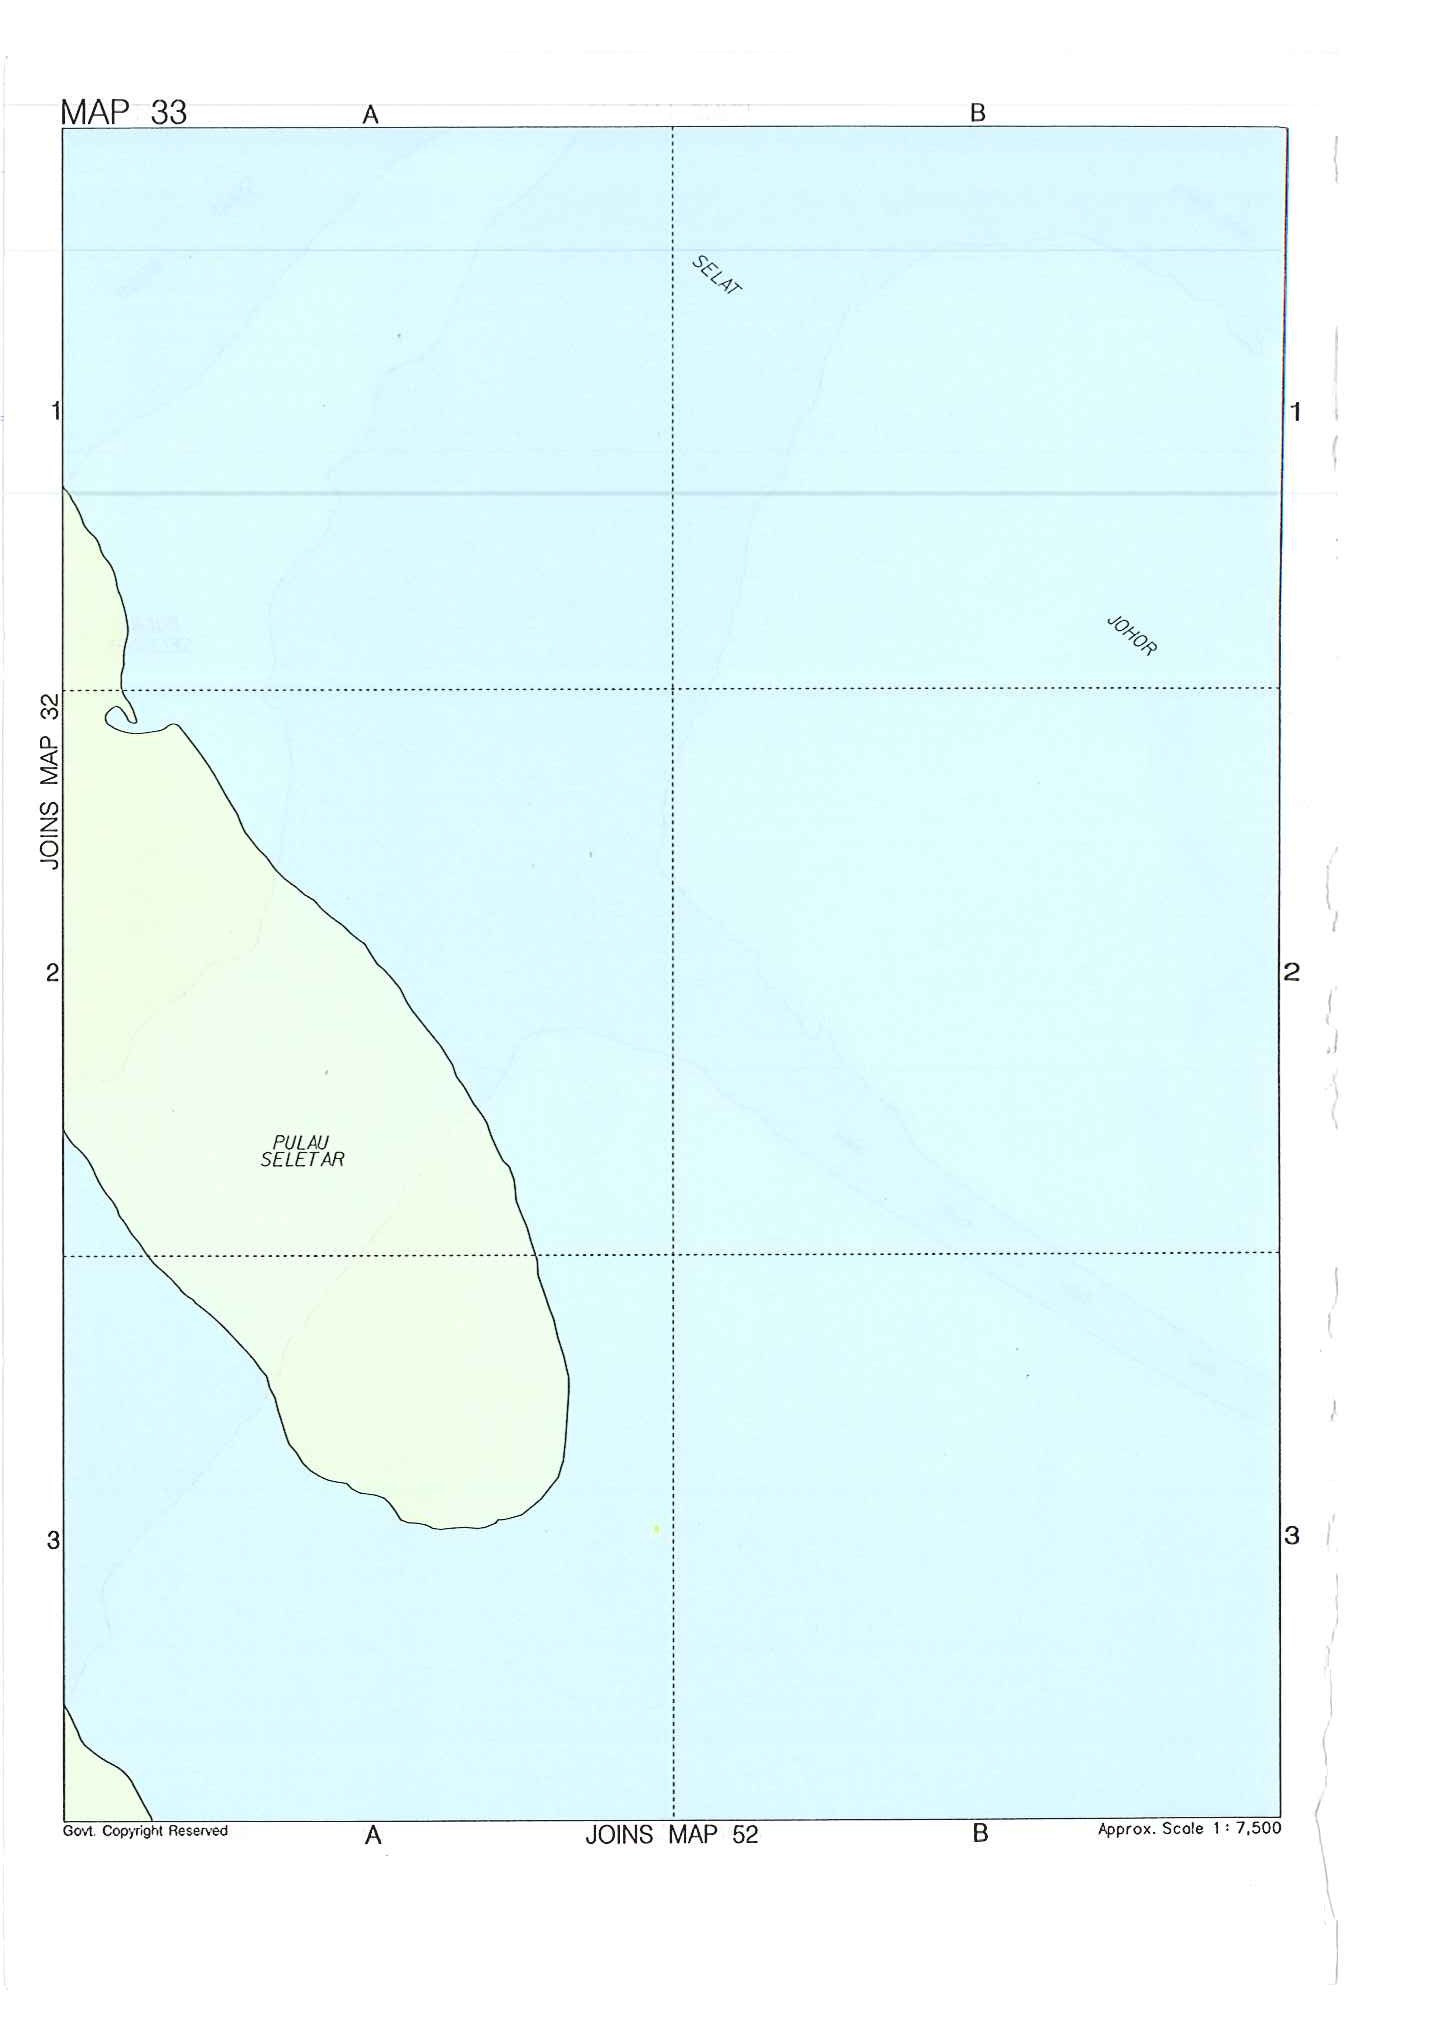 MAP 33
A
B
SELAT
1
1
JOHOR
JOINS MAP 32
2
2
PULAU
SELETAR
3
3
Govt. Copyright Reserved
A
JOINS MAP 52
B
Approx. Scale 1 : 7,500